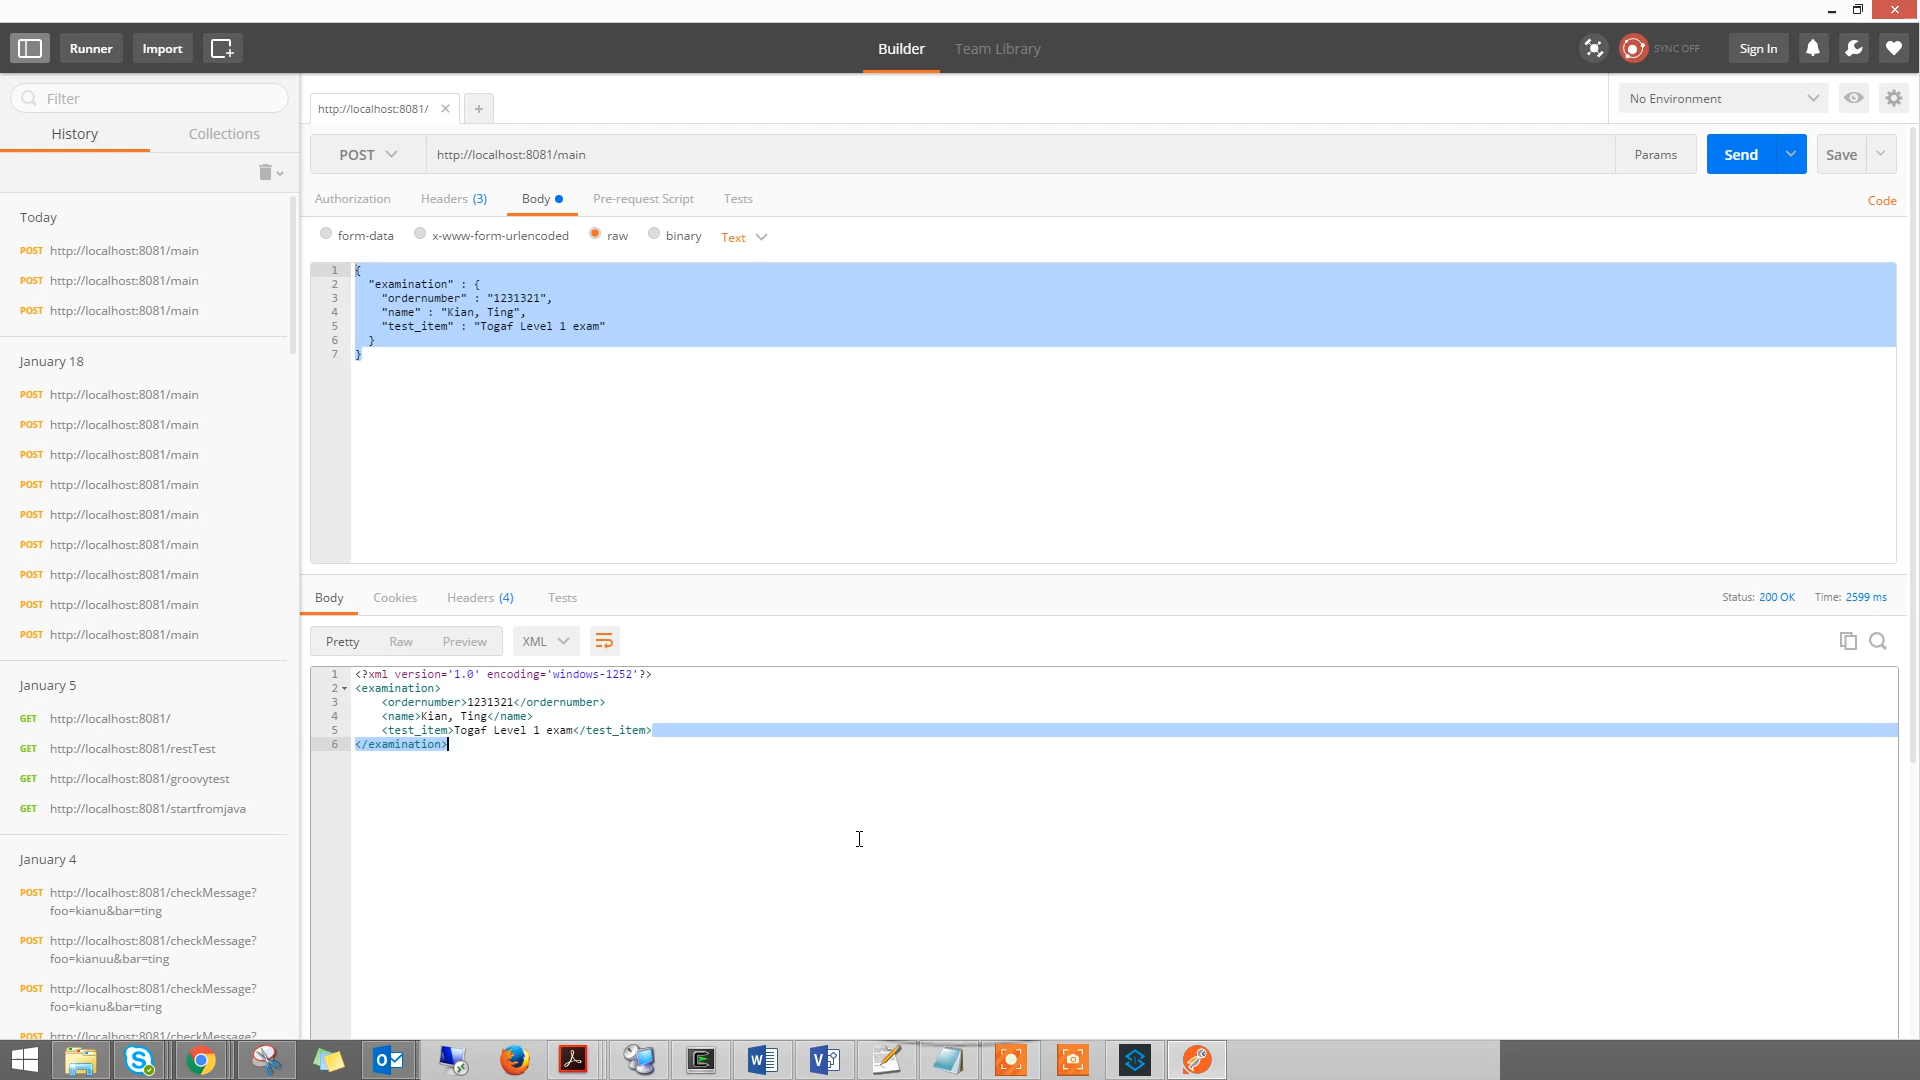 Runner
Import
Builder
Team Library
SYNC OFF
Sign In
Filter
History
Collections
Today
POST http://localhost:8081/main
POST http://localhost:8081/main
POST http://localhost:8081/main
January 18
POST http://localhost:8081/main
POST http://localhost:8081/main
POST http://localhost:8081/main
POST http://localhost:8081/main
POST http://localhost:8081/main
POST http://localhost:8081/main
POST http://localhost:8081/main
POST http://localhost:8081/main
POST http://localhost:8081/main
January 5
GET http://localhost:8081/
GET http://localhost:8081/restTest
GET http://localhost:8081/groovytest
GET http://localhost:8081/startfromjava
January 4
POST http://localhost:8081/checkMessage?
foo=kianu&bar=ting
POST http://localhost:8081/checkMessage?
foo=kianuu&bar=ting
POST http://localhost:8081/checkMessage?
foo=kianu&bar=ting
POST http://localhost:8081/checkMessage?
http://localhost:8081/
No Environment
POST
http://localhost:8081/main
Params
Send
Save
Authorization
Headers (3)
Body
Pre-request Script
Tests
Code
form-data
x-www-form-urlencoded
raw
binary
Text
1 {
2 "examination" : {
3 "ordernumber" : "1231321",
4 "name" : "Kian, Ting",
5 "test_item" : "Togaf Level 1 exam"
6 }
7 }
Body
Cookies
Headers (4)
Tests
Status: 200 OK
Time: 2599 ms
Pretty
Raw
Preview
XML
1 <?xml version='1.0' encoding='windows-1252'?>
2 <examination>
3 <ordernumber>1231321</ordernumber>
4 <name>Kian, Ting</name>
5 <test_item>Togaf Level 1 exam</test_item>
6 </examination>